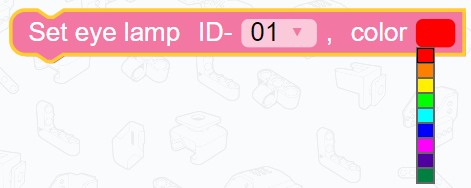 Set eye lamp ID- 01 , color